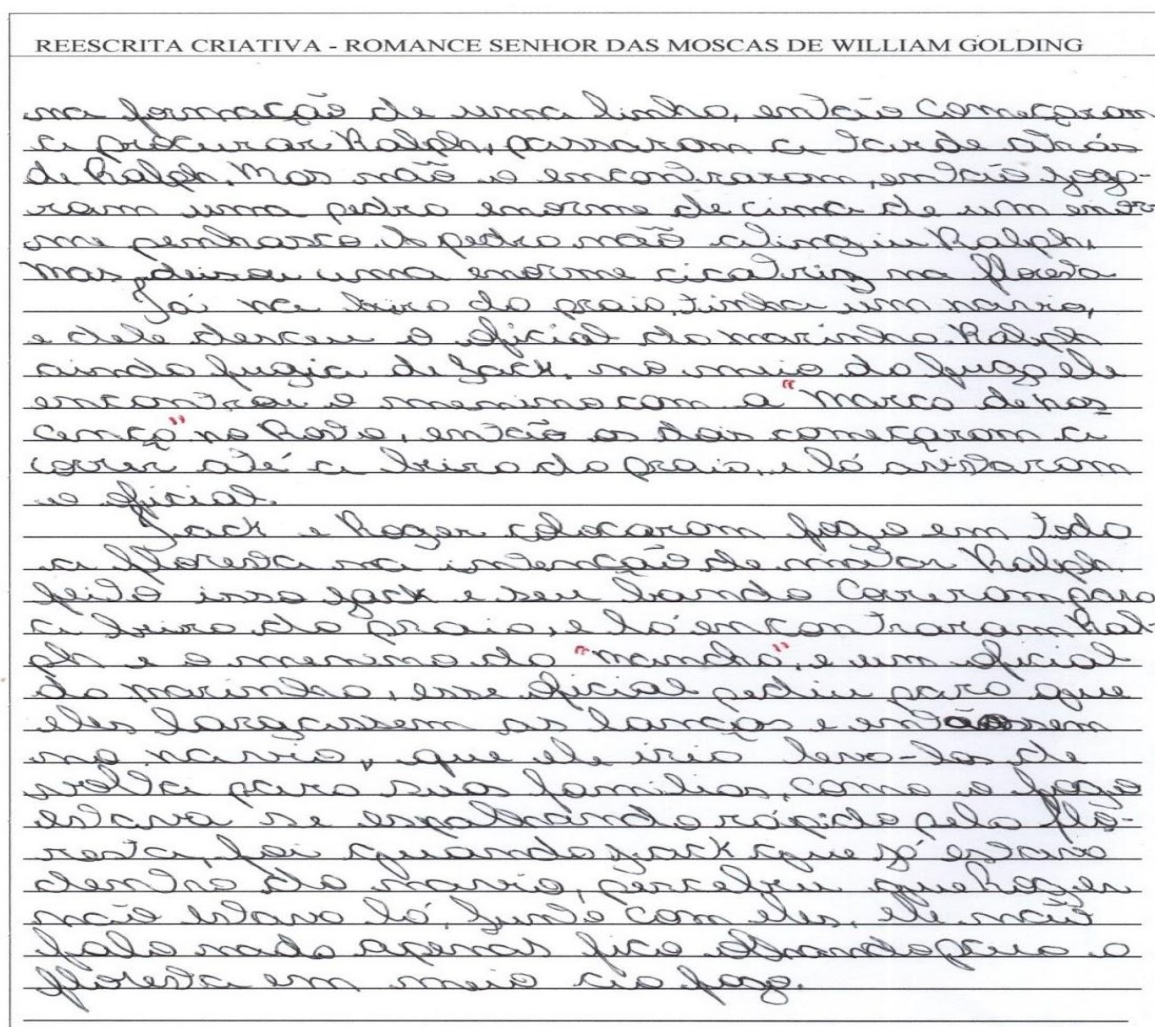 REESCRITA CRIATIVA - ROMANCE SENHOR DAS MOSCAS DE WILLIAM GOLDING
na formação de uma linha, então começaram
a procurar Ralph, passaram a tarde atrás
de Ralph. Mas não o encontraram, então joga-
ram uma pedra enorme de cima de um enor
me penhasco. A pedra não atingiu Ralph,
mas deixou uma enorme cicatriz na floresta
Já na beira da praia, tinha um navio,
e dele desceu o oficial da marinha. Ralph
ainda fugia de Jack, no meio da fuga ele
encontrou o menino com a "Marca de nas
cença" no Rosto, então os dois começaram a
correr até a beira da praia, e lá avistaram
o oficial.
Jack e Roger colocaram fogo em toda
a floresta na intenção de matar Ralph.
feito isso Jack e seu bando Correram para
a beira da praia, e lá encontraram Ral-
ph e o menino da "mancha", e um oficial
da marinha, esse oficial pediu para que
eles largassem as lanças e
no navio, que ele iria leva-los de
volta para suas familias, como o fogo
estava se espalhando rápido pela flo-
resta, foi quando Jack que já estava
dentro do navio, percebeu que Roger
não estava lá junto com eles, ele não
falo nada apenas fico olhando para a
floresta em meio ao fogo.